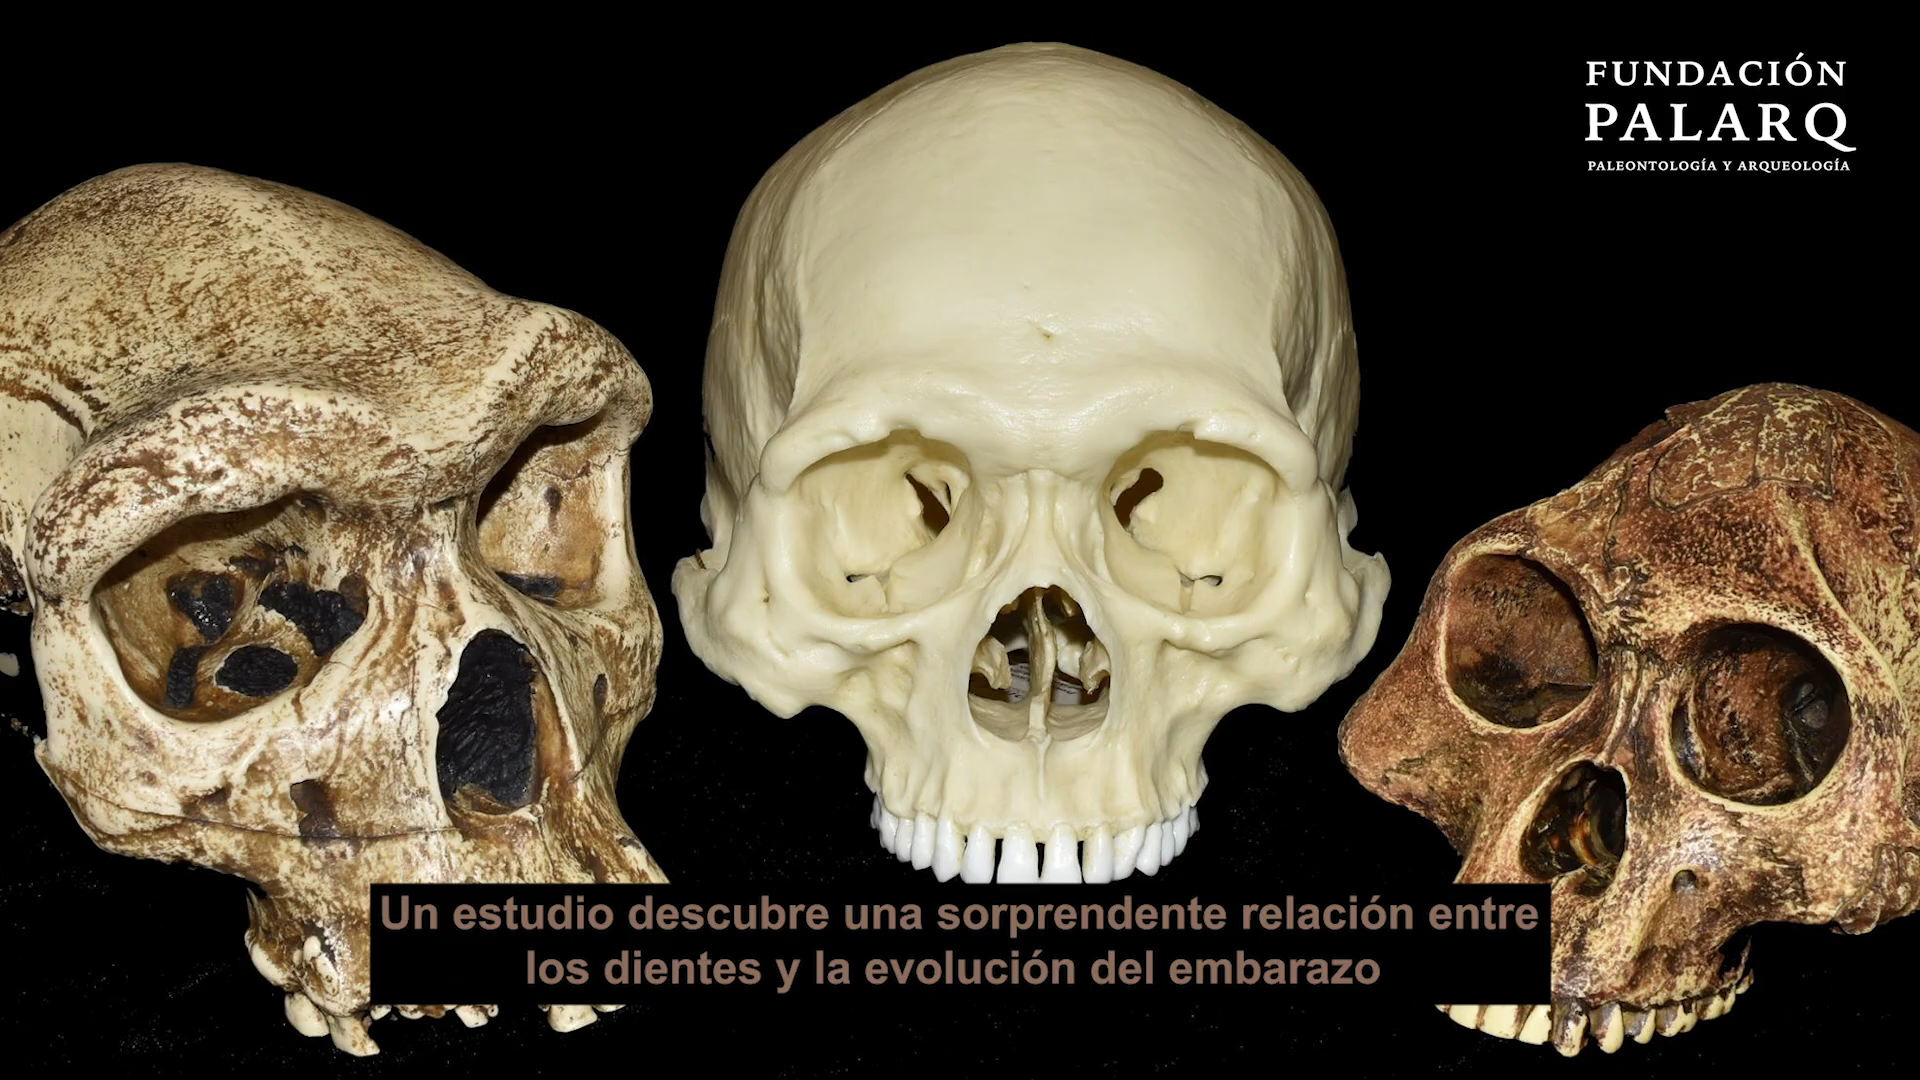 FUNDACIÓN
PALARQ
PALEONTOLOGÍA Y ARQUEOLOGÍA
Un estudio descubre una sorprendente relación entre
los dientes y la evolución del embarazo